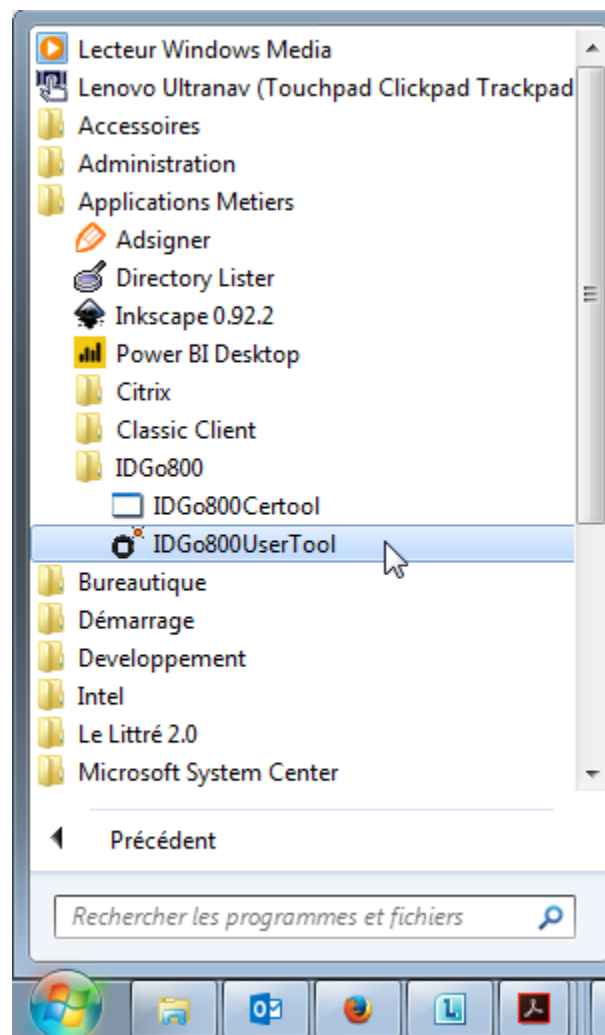 Lecteur Windows Media
Lenovo Ultranav (Touchpad Clickpad Trackpad
Accessoires
Administration
Applications Metiers
Adsigner
Directory Lister
Inkscape 0.92.2
Power BI Desktop
Citrix
Classic Client
IDGo800
IDGo800Certool
IDGo800UserTool
Bureautique
Démarrage
Developpement
Intel
Le Littré 2.0
Microsoft System Center
Précédent
Rechercher les programmes et fichiers